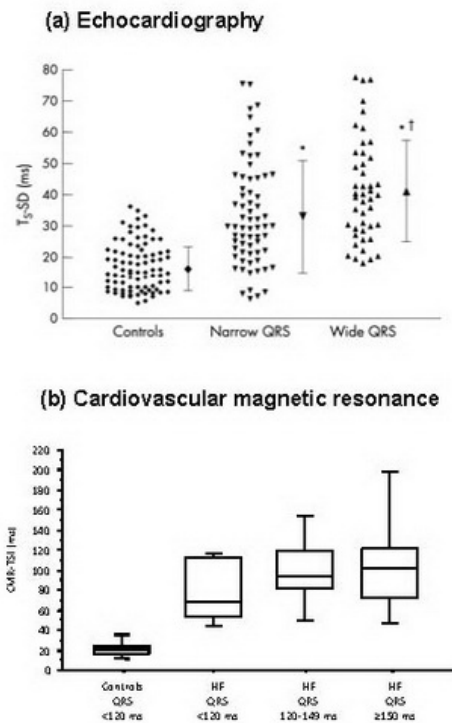 (a) Echocardiography
80
70
60
50
40
30
20
10
0
Ts-SD (ms)
* †
*
Controls Narrow QRS Wide QRS
(b) Cardiovascular magnetic resonance
220
200
180
160
140
120
100
80
60
40
20
0
CMR-TSI (ms)
Controls HF HF HF
QRS QRS QRS QRS
<120 ms <120 ms 120-149 ms ≥150 ms